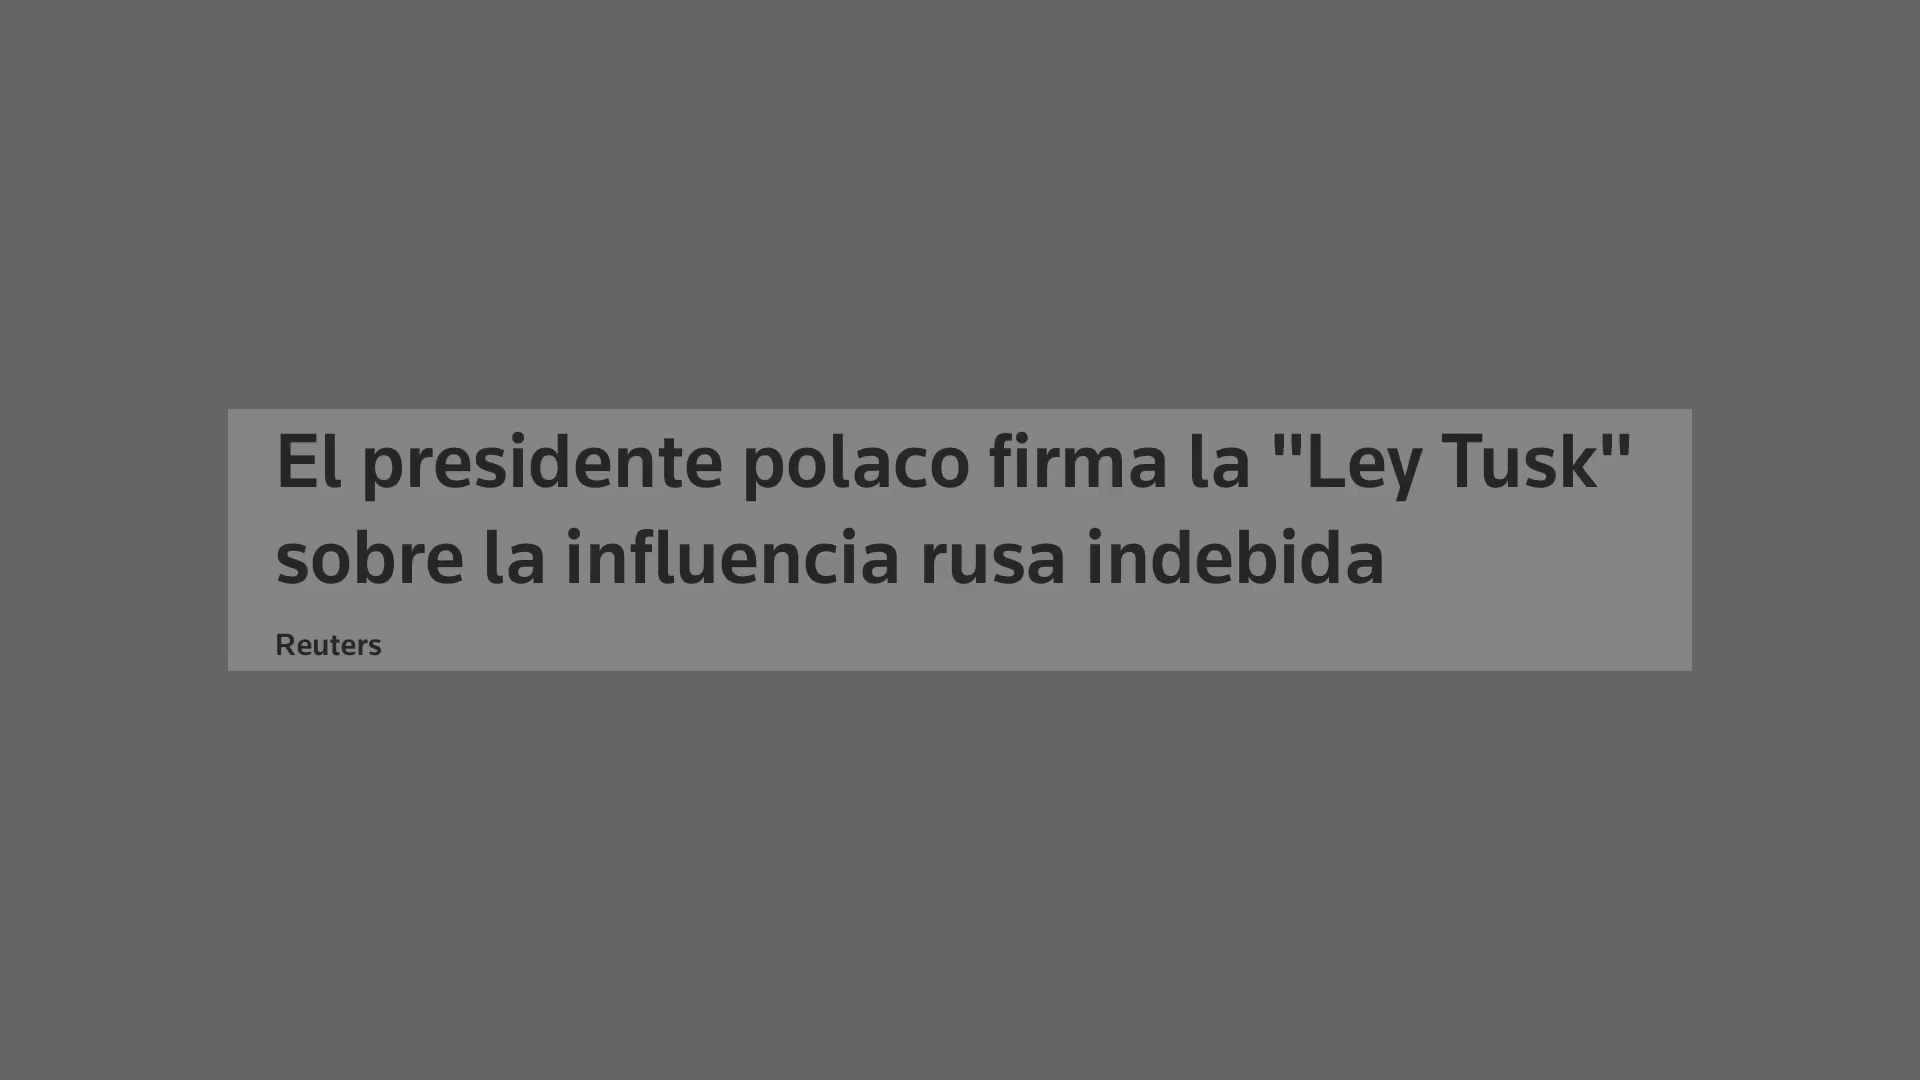 El presidente polaco firma la "Ley Tusk"
sobre la influencia rusa indebida
Reuters